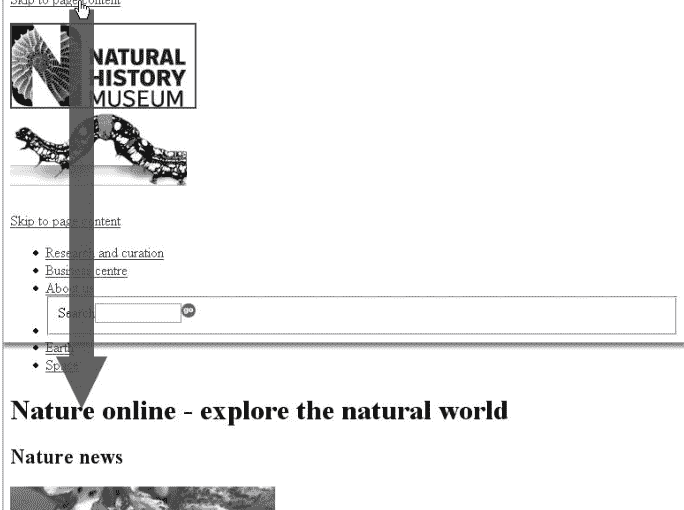 Skip to page content
NATURAL
HISTORY
MUSEUM
Skip to page content
Research and curation
Business centre
About us
Search
go
Earth
Space
Nature online - explore the natural world
Nature news